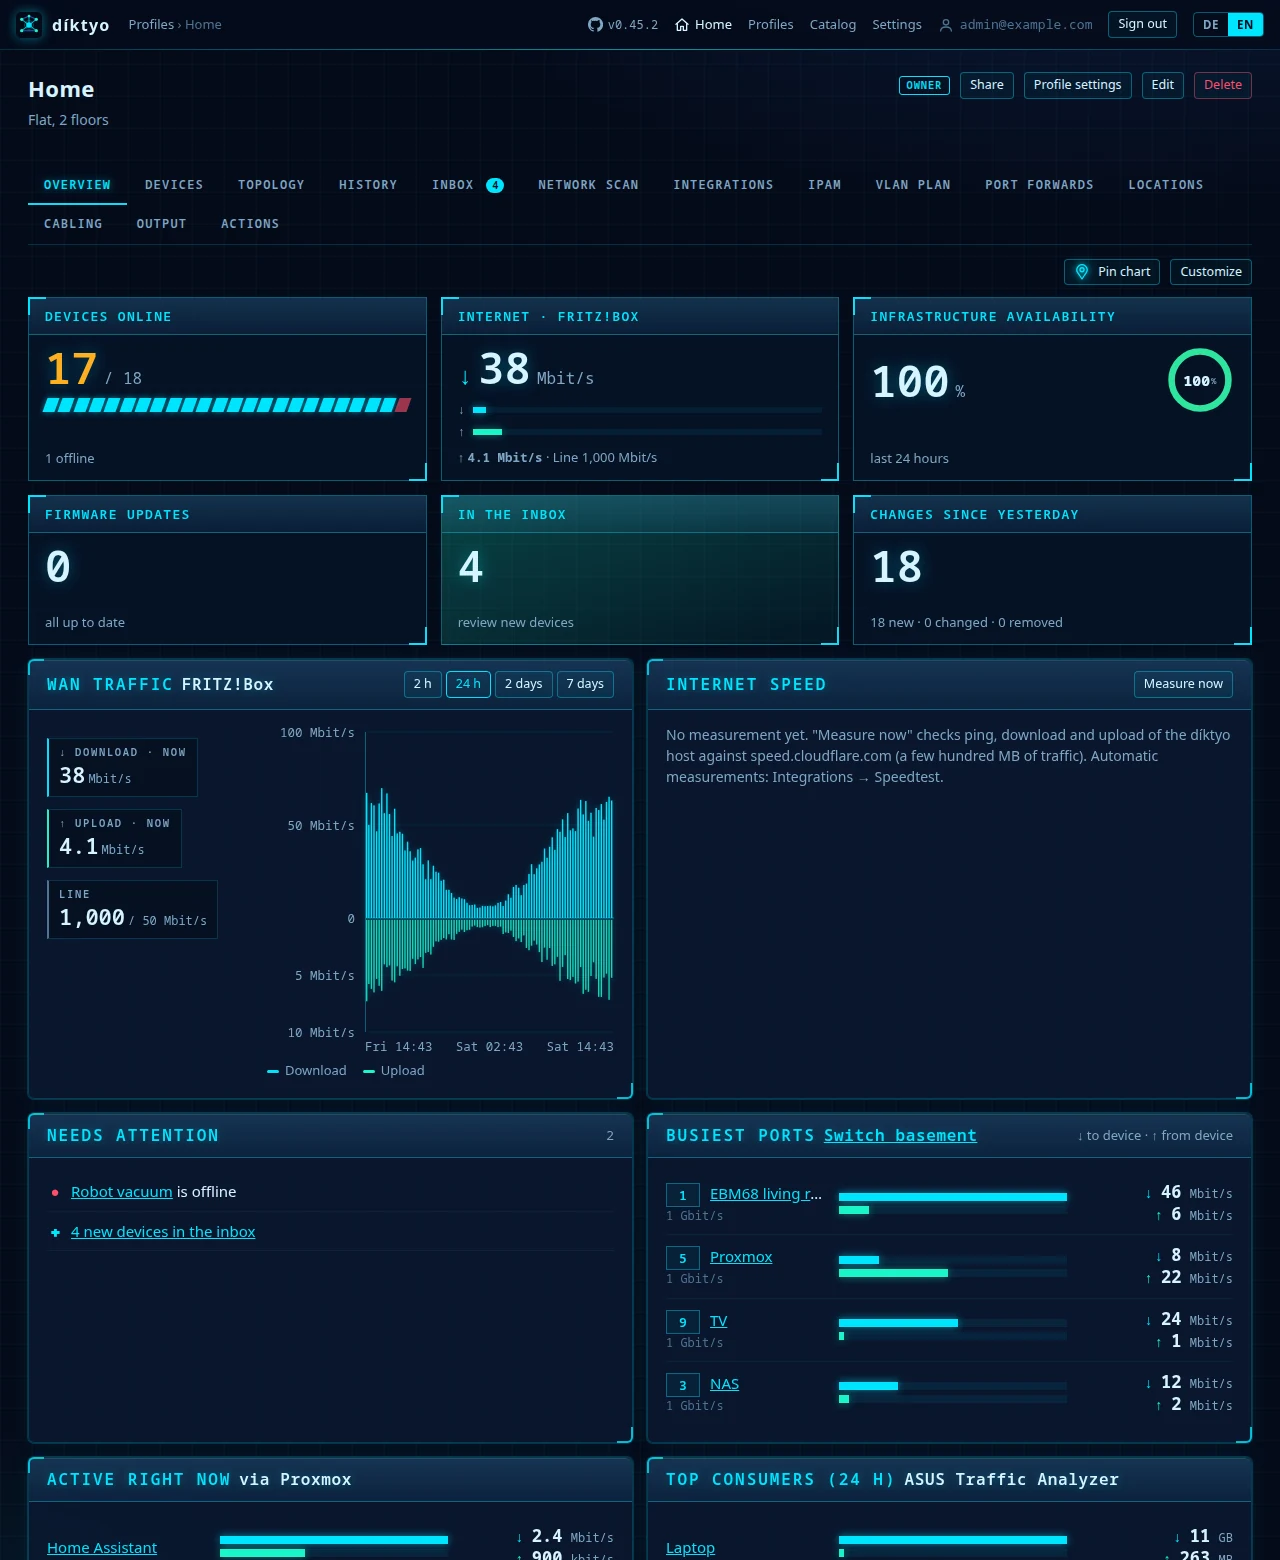 díktyo Profiles › Home v0.45.2 Home Profiles Catalog Settings admin@example.com Sign out DE EN
Home OWNER Share Profile settings Edit Delete
Flat, 2 floors
OVERVIEW DEVICES TOPOLOGY HISTORY INBOX 4 NETWORK SCAN INTEGRATIONS IPAM VLAN PLAN PORT FORWARDS LOCATIONS
CABLING OUTPUT ACTIONS
Pin chart Customize
DEVICES ONLINE
17 / 18
1 offline
INTERNET · FRITZ!BOX
↓ 38 Mbit/s
↓
↑
↑ 4.1 Mbit/s · Line 1,000 Mbit/s
INFRASTRUCTURE AVAILABILITY
100 % 100%
last 24 hours
FIRMWARE UPDATES
0
all up to date
IN THE INBOX
4
review new devices
CHANGES SINCE YESTERDAY
18
18 new · 0 changed · 0 removed
WAN TRAFFIC FRITZ!Box 2 h 24 h 2 days 7 days
↓ DOWNLOAD · NOW
38 Mbit/s
↑ UPLOAD · NOW
4.1 Mbit/s
LINE
1,000 / 50 Mbit/s
100 Mbit/s
50 Mbit/s
0
5 Mbit/s
10 Mbit/s
Fri 14:43 Sat 02:43 Sat 14:43
Download Upload
INTERNET SPEED Measure now
No measurement yet. "Measure now" checks ping, download and upload of the díktyo
host against speed.cloudflare.com (a few hundred MB of traffic). Automatic
measurements: Integrations → Speedtest.
NEEDS ATTENTION 2
Robot vacuum is offline
4 new devices in the inbox
BUSIEST PORTS Switch basement ↓ to device · ↑ from device
1 EBM68 living r… ↓ 46 Mbit/s
1 Gbit/s ↑ 6 Mbit/s
5 Proxmox ↓ 8 Mbit/s
1 Gbit/s ↑ 22 Mbit/s
9 TV ↓ 24 Mbit/s
1 Gbit/s ↑ 1 Mbit/s
3 NAS ↓ 12 Mbit/s
1 Gbit/s ↑ 2 Mbit/s
ACTIVE RIGHT NOW via Proxmox
Home Assistant ↓ 2.4 Mbit/s
↑ 900 kbit/s
TOP CONSUMERS (24 H) ASUS Traffic Analyzer
Laptop ↓ 11 GB
↑ 263 MB